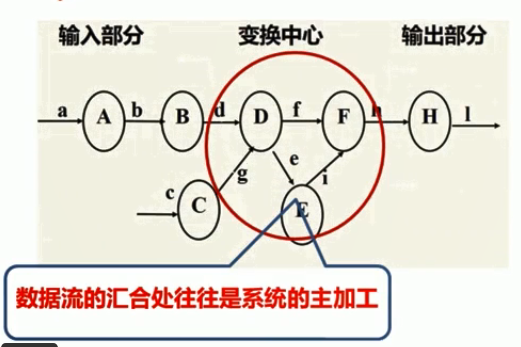 输入部分 变换中心 输出部分
a A b B d D f F h H l
g e i
c C E
数据流的汇合处往往是系统的主加工